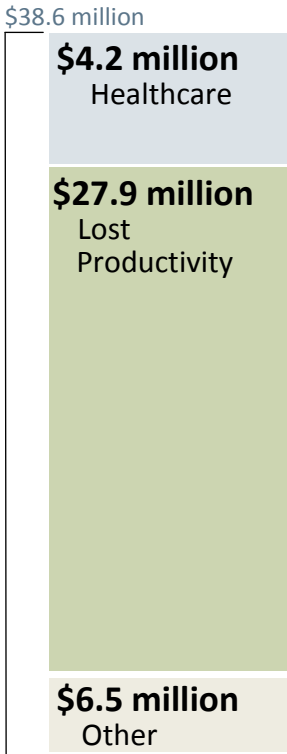 $38.6 million
$4.2 million
Healthcare
$27.9 million
Lost
Productivity
$6.5 million
Other